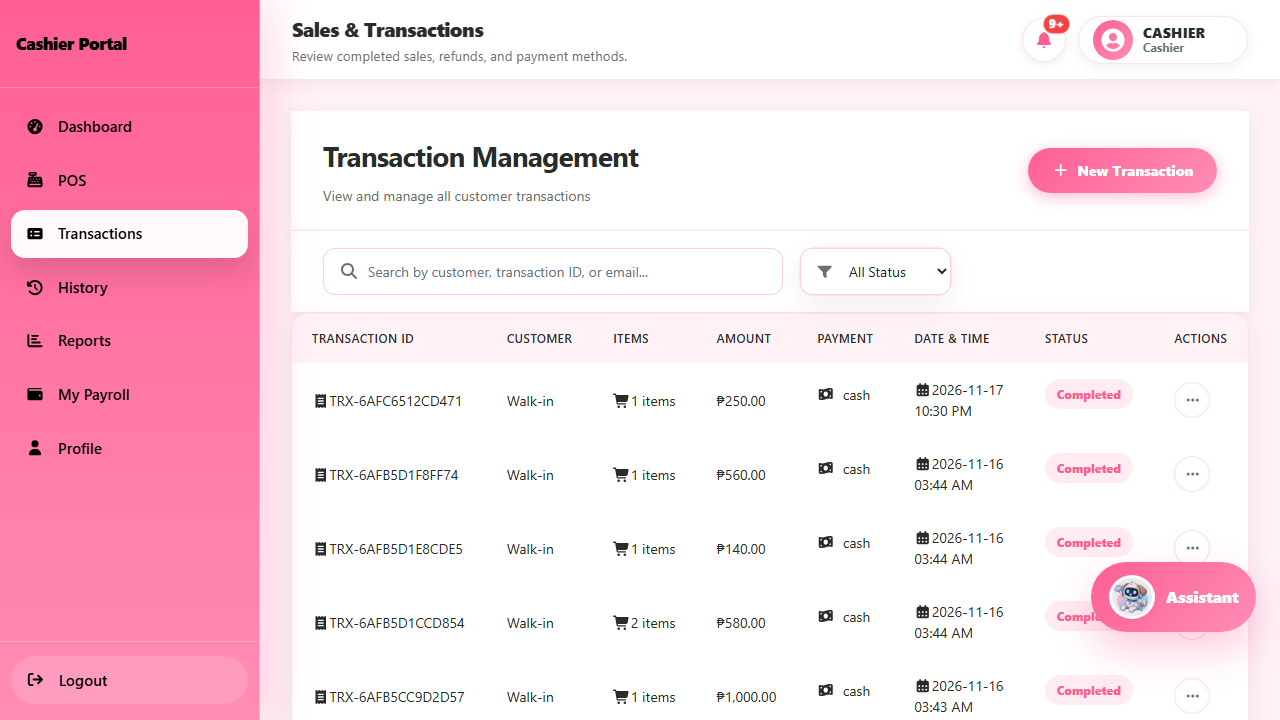 Cashier Portal
Dashboard
POS
Transactions
History
Reports
My Payroll
Profile
Logout
Sales & Transactions
Review completed sales, refunds, and payment methods.
9+
CASHIER
Cashier
Transaction Management
View and manage all customer transactions
New Transaction
Search by customer, transaction ID, or email...
All Status
TRANSACTION ID CUSTOMER ITEMS AMOUNT PAYMENT DATE & TIME STATUS ACTIONS
TRX-6AFC6512CD471 Walk-in 1 items ₱250.00 cash 2026-11-17 10:30 PM Completed
TRX-6AFB5D1F8FF74 Walk-in 1 items ₱560.00 cash 2026-11-16 03:44 AM Completed
TRX-6AFB5D1E8CDE5 Walk-in 1 items ₱140.00 cash 2026-11-16 03:44 AM Completed
TRX-6AFB5D1CCD854 Walk-in 2 items ₱580.00 cash 2026-11-16 03:44 AM
Assistant
TRX-6AFB5CC9D2D57 Walk-in 1 items ₱1,000.00 cash 2026-11-16 03:43 AM Completed